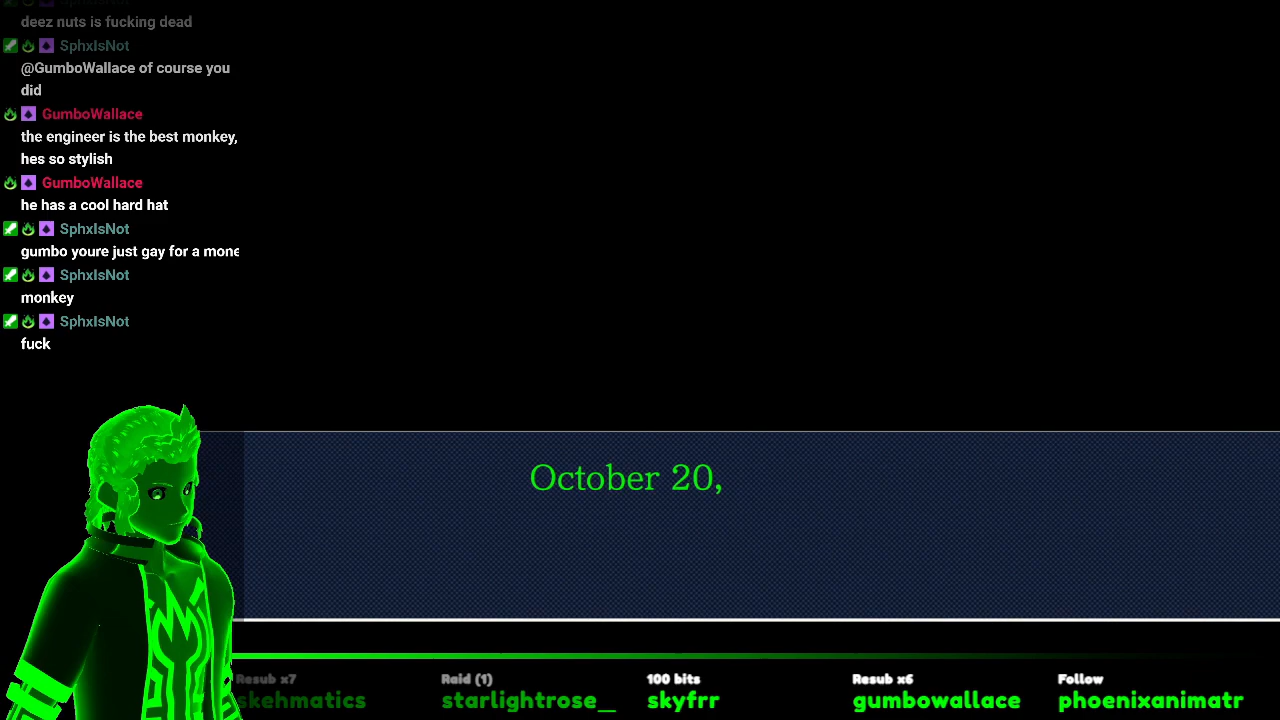 deez nuts is fucking dead
SphxIsNot
@GumboWallace of course you
did
GumboWallace
the engineer is the best monkey,
hes so stylish
GumboWallace
he has a cool hard hat
SphxIsNot
gumbo youre just gay for a mone
SphxIsNot
monkey
SphxIsNot
fuck
October 20,
Resub x7
skehmatics
Raid (1)
starlightrose_
100 bits
skyfrr
Resub x6
gumbowallace
Follow
phoenixanimatr